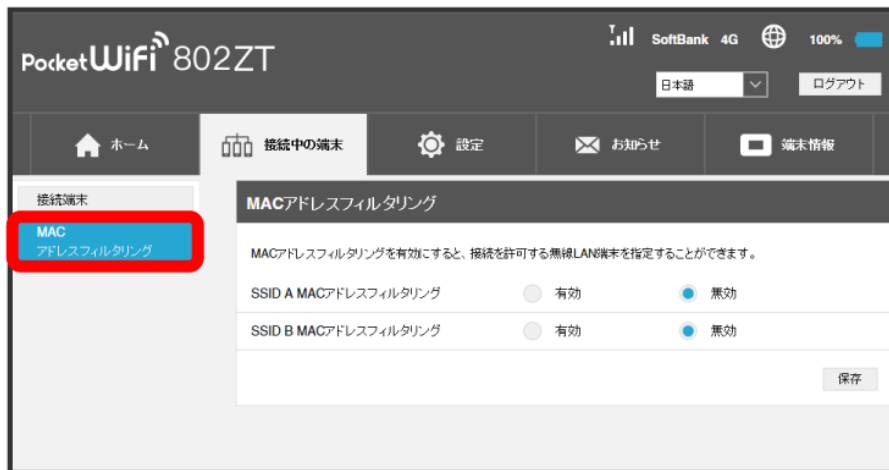 PocketWiFi 802ZT
SoftBank 4G 100%
日本語 ログアウト
ホーム 接続中の端末 設定 お知らせ 端末情報
接続端末
MAC
アドレスフィルタリング
MACアドレスフィルタリング
MACアドレスフィルタリングを有効にすると、接続を許可する無線LAN端末を指定することができます。
SSID A MACアドレスフィルタリング 有効 無効
SSID B MACアドレスフィルタリング 有効 無効
保存